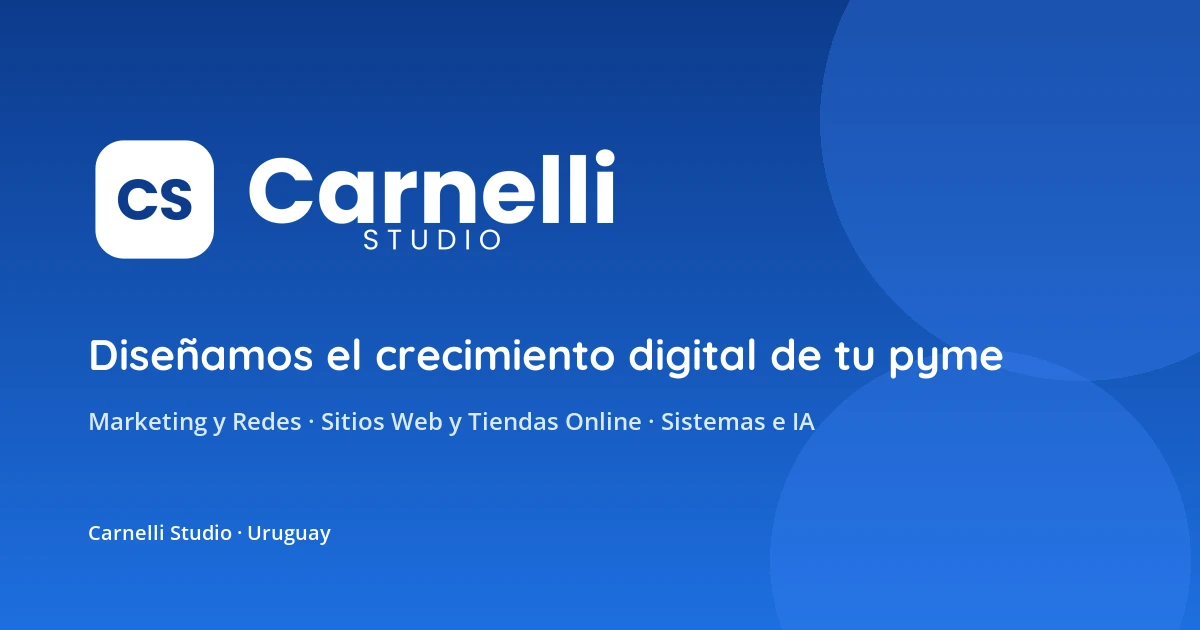 CS
Carnelli
STUDIO
Diseñamos el crecimiento digital de tu pyme
Marketing y Redes · Sitios Web y Tiendas Online · Sistemas e IA
Carnelli Studio · Uruguay